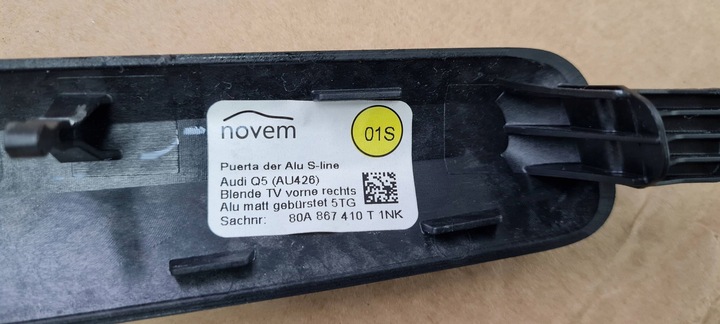 novem
01S
Puerta der Alu S-line
Audi Q5 (AU426)
Blende TV vorne rechts
Alu matt gebürstet 5TG
Sachnr: 80A 867 410 T 1NK